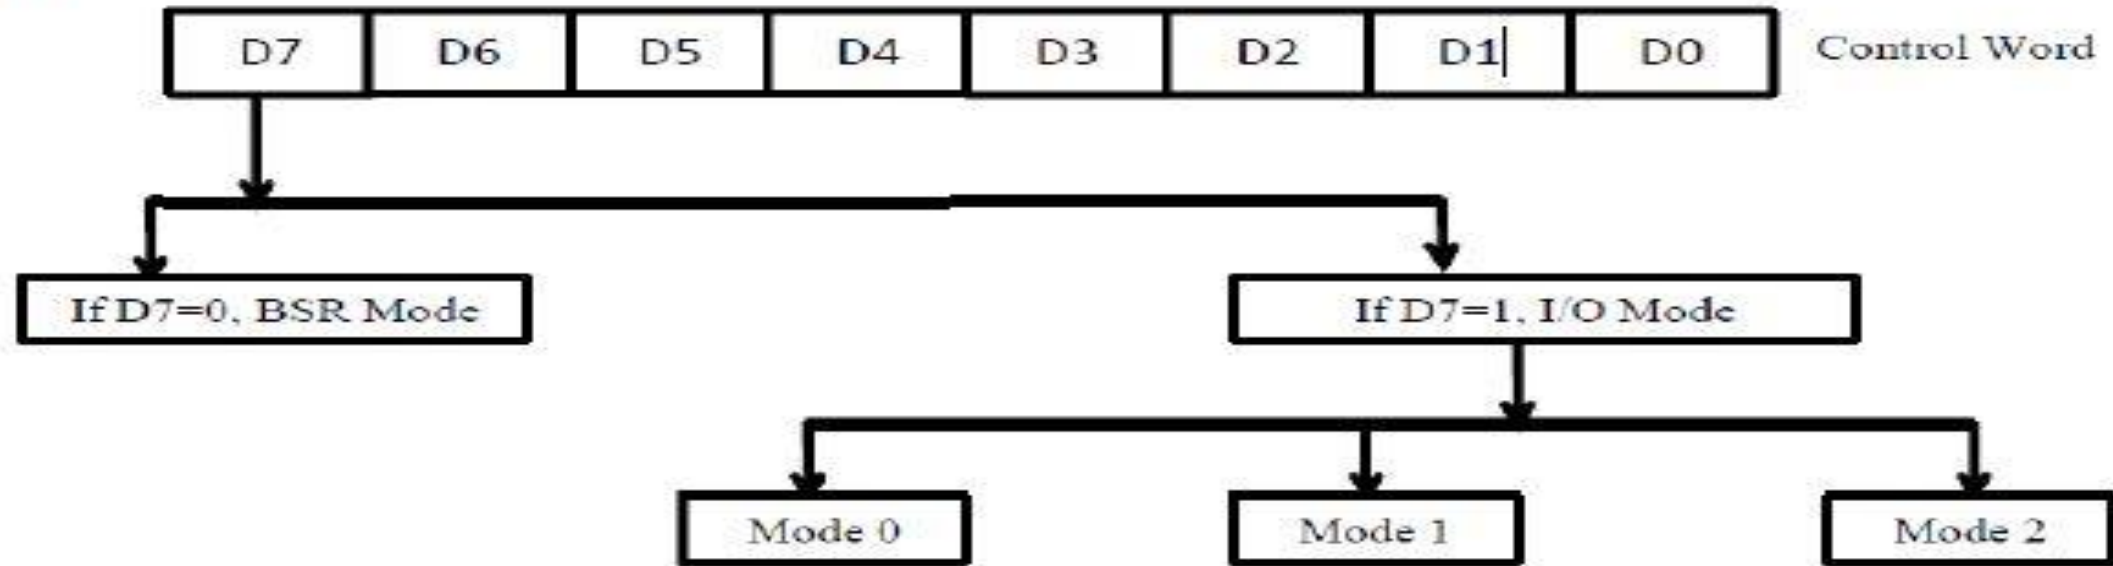 D7 D6 D5 D4 D3 D2 D1 D0 Control Word
If D7=0, BSR Mode
If D7=1, I/O Mode
Mode 0
Mode 1
Mode 2